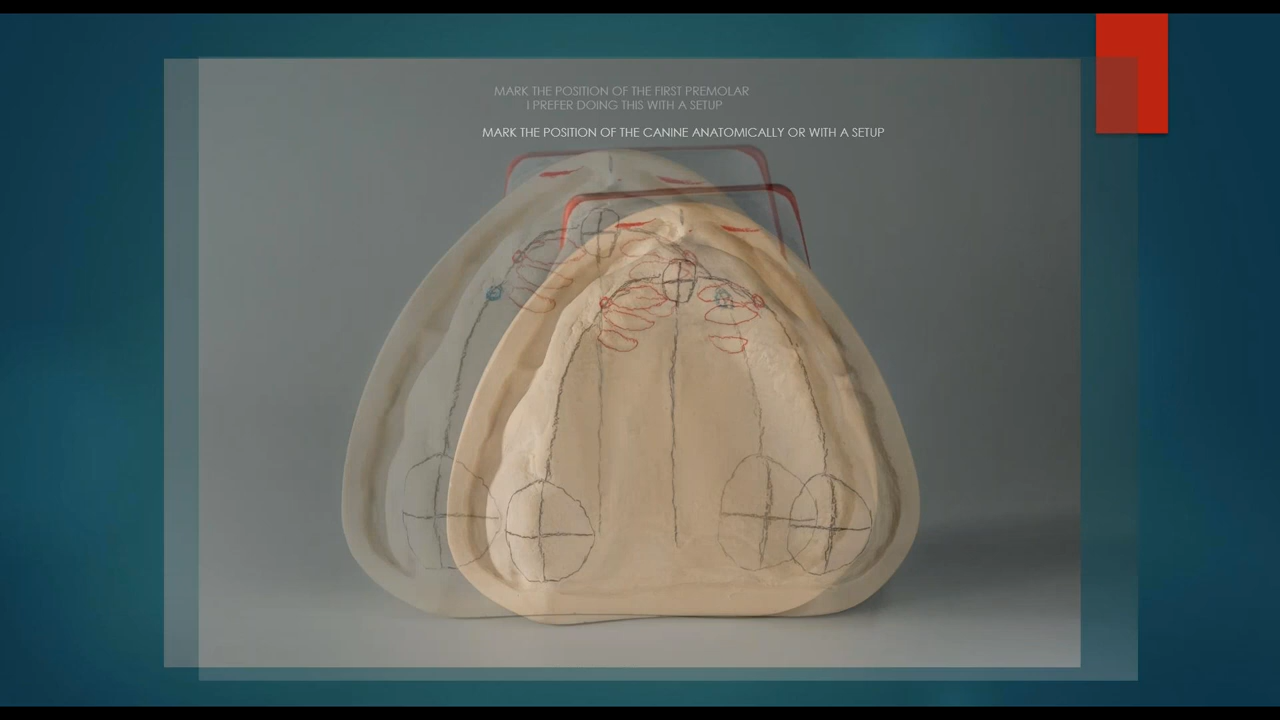 MARK THE POSITION OF THE FIRST PREMOLAR
I PREFER DOING THIS WITH A SETUP
MARK THE POSITION OF THE CANINE ANATOMICALLY OR WITH A SETUP